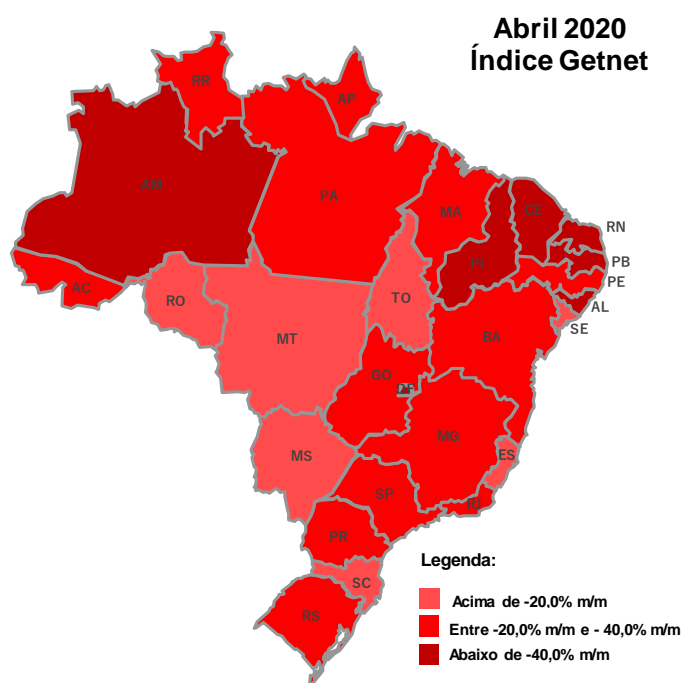 Abril 2020
Índice Getnet
RR
AP
AM
PA
MA
CE
RN
PI
PB
PE
AC
RO
TO
AL
SE
MT
BA
GO
DF
MG
MS
ES
SP
RJ
PR
SC
RS
Legenda:
Acima de -20,0% m/m
Entre -20,0% m/m e - 40,0% m/m
Abaixo de -40,0% m/m